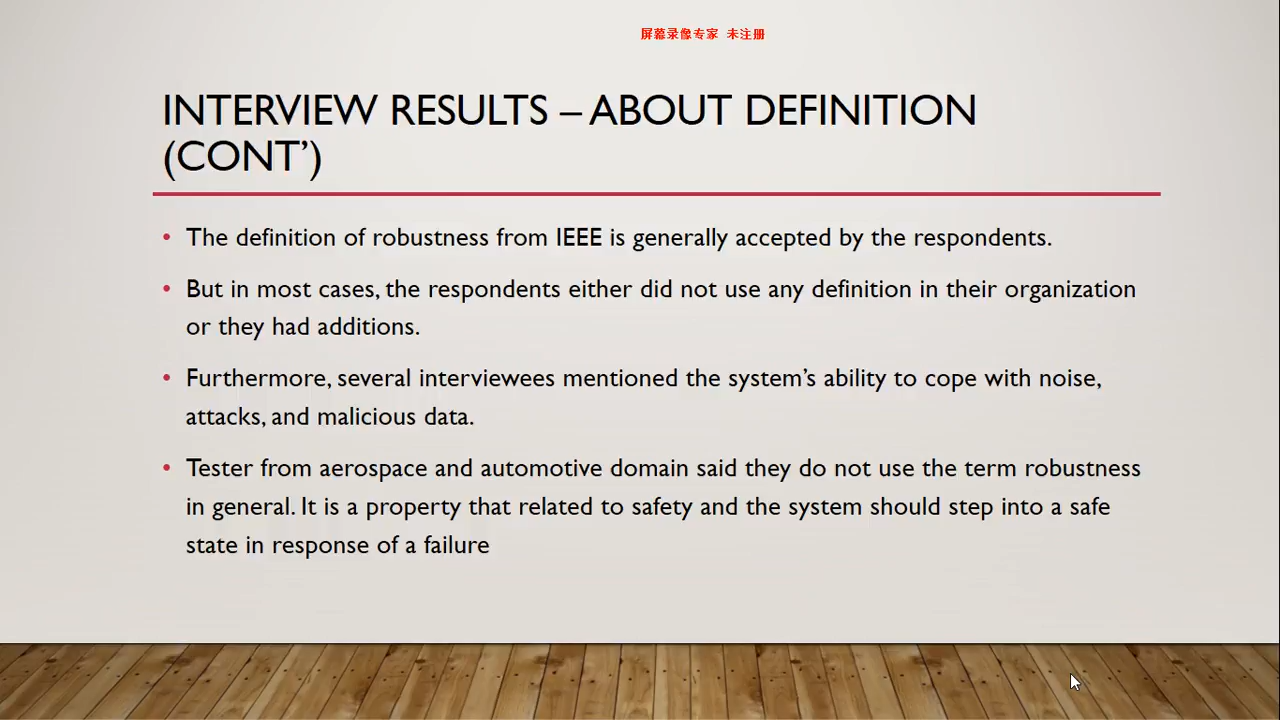 屏幕录像专家 未注册
INTERVIEW RESULTS – ABOUT DEFINITION
(CONT’)
• The definition of robustness from IEEE is generally accepted by the respondents.
• But in most cases, the respondents either did not use any definition in their organization
or they had additions.
• Furthermore, several interviewees mentioned the system’s ability to cope with noise,
attacks, and malicious data.
• Tester from aerospace and automotive domain said they do not use the term robustness
in general. It is a property that related to safety and the system should step into a safe
state in response of a failure